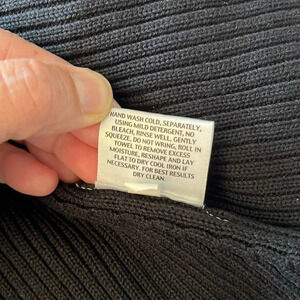 HAND WASH COLD, SEPARATELY,
USING MILD DETERGENT, NO
BLEACH, RINSE WELL, GENTLY
SQUEEZE. DO NOT WRING, ROLL IN
TOWEL TO REMOVE EXCESS
MOISTURE, RESHAPE AND LAY
FLAT TO DRY COOL IRON IF
NECESSARY. FOR BEST RESULTS
DRY CLEAN.